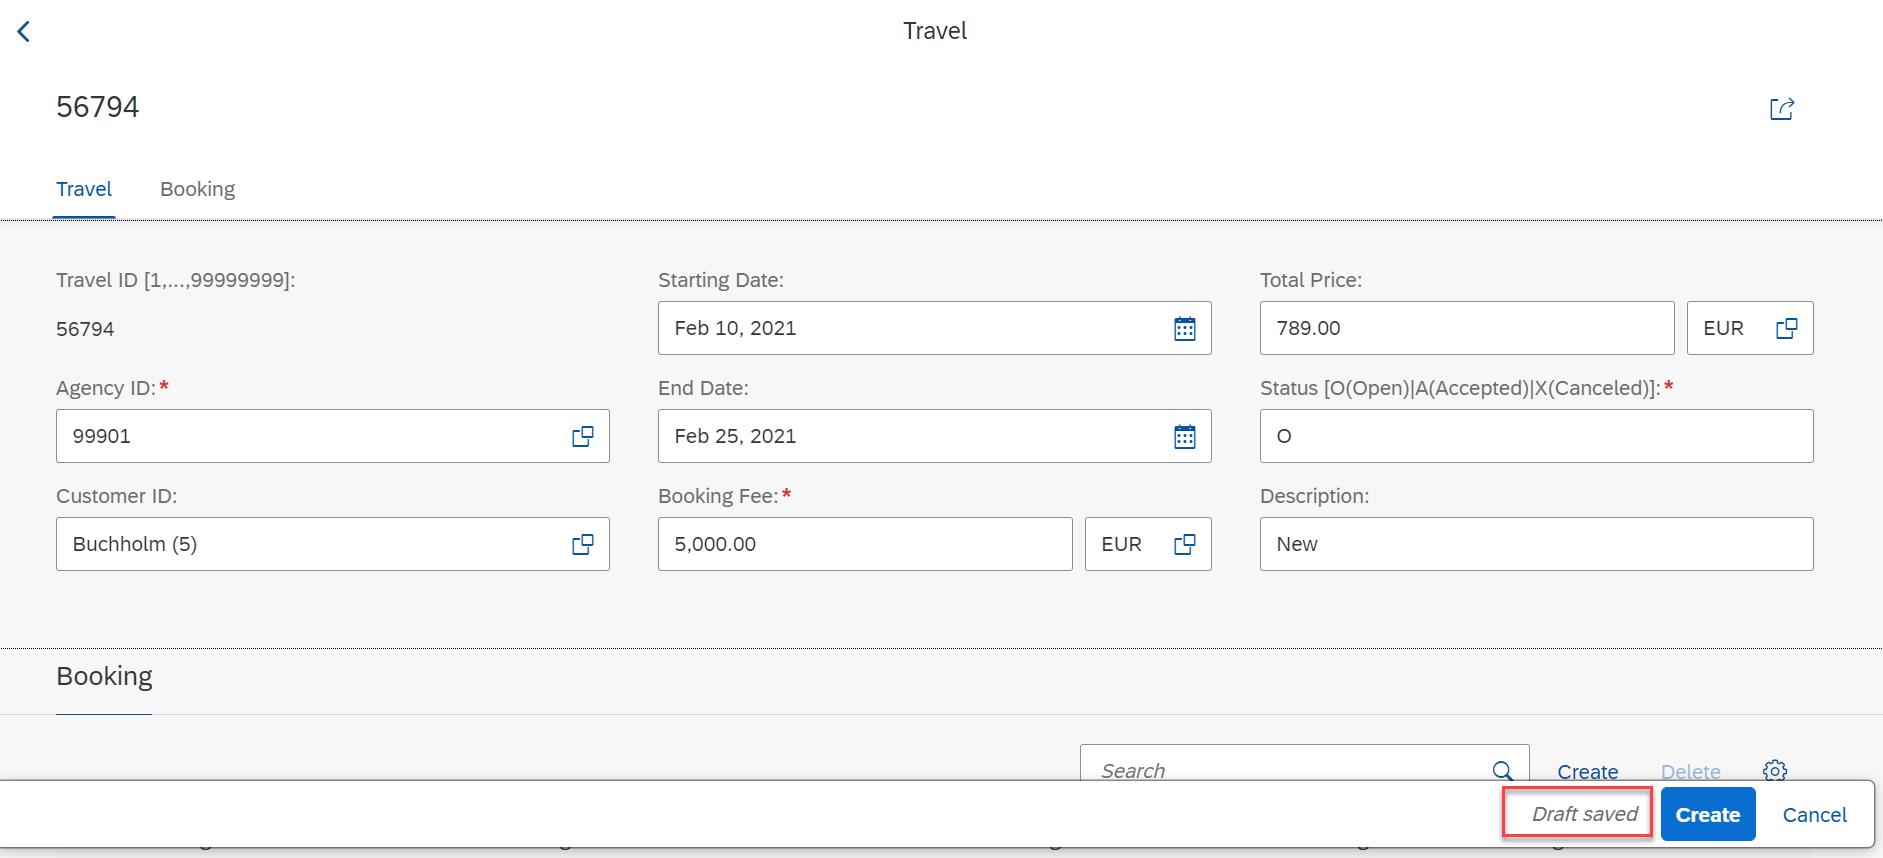 Travel
56794
Travel Booking
Travel ID [1,...,99999999]:
56794
Starting Date:
Feb 10, 2021
Total Price:
789.00 EUR
Agency ID:*
99901
End Date:
Feb 25, 2021
Status [O(Open)|A(Accepted)|X(Canceled)]:*
O
Customer ID:
Buchholm (5)
Booking Fee:*
5,000.00 EUR
Description:
New
Booking
Search Create Delete
Draft saved Create Cancel